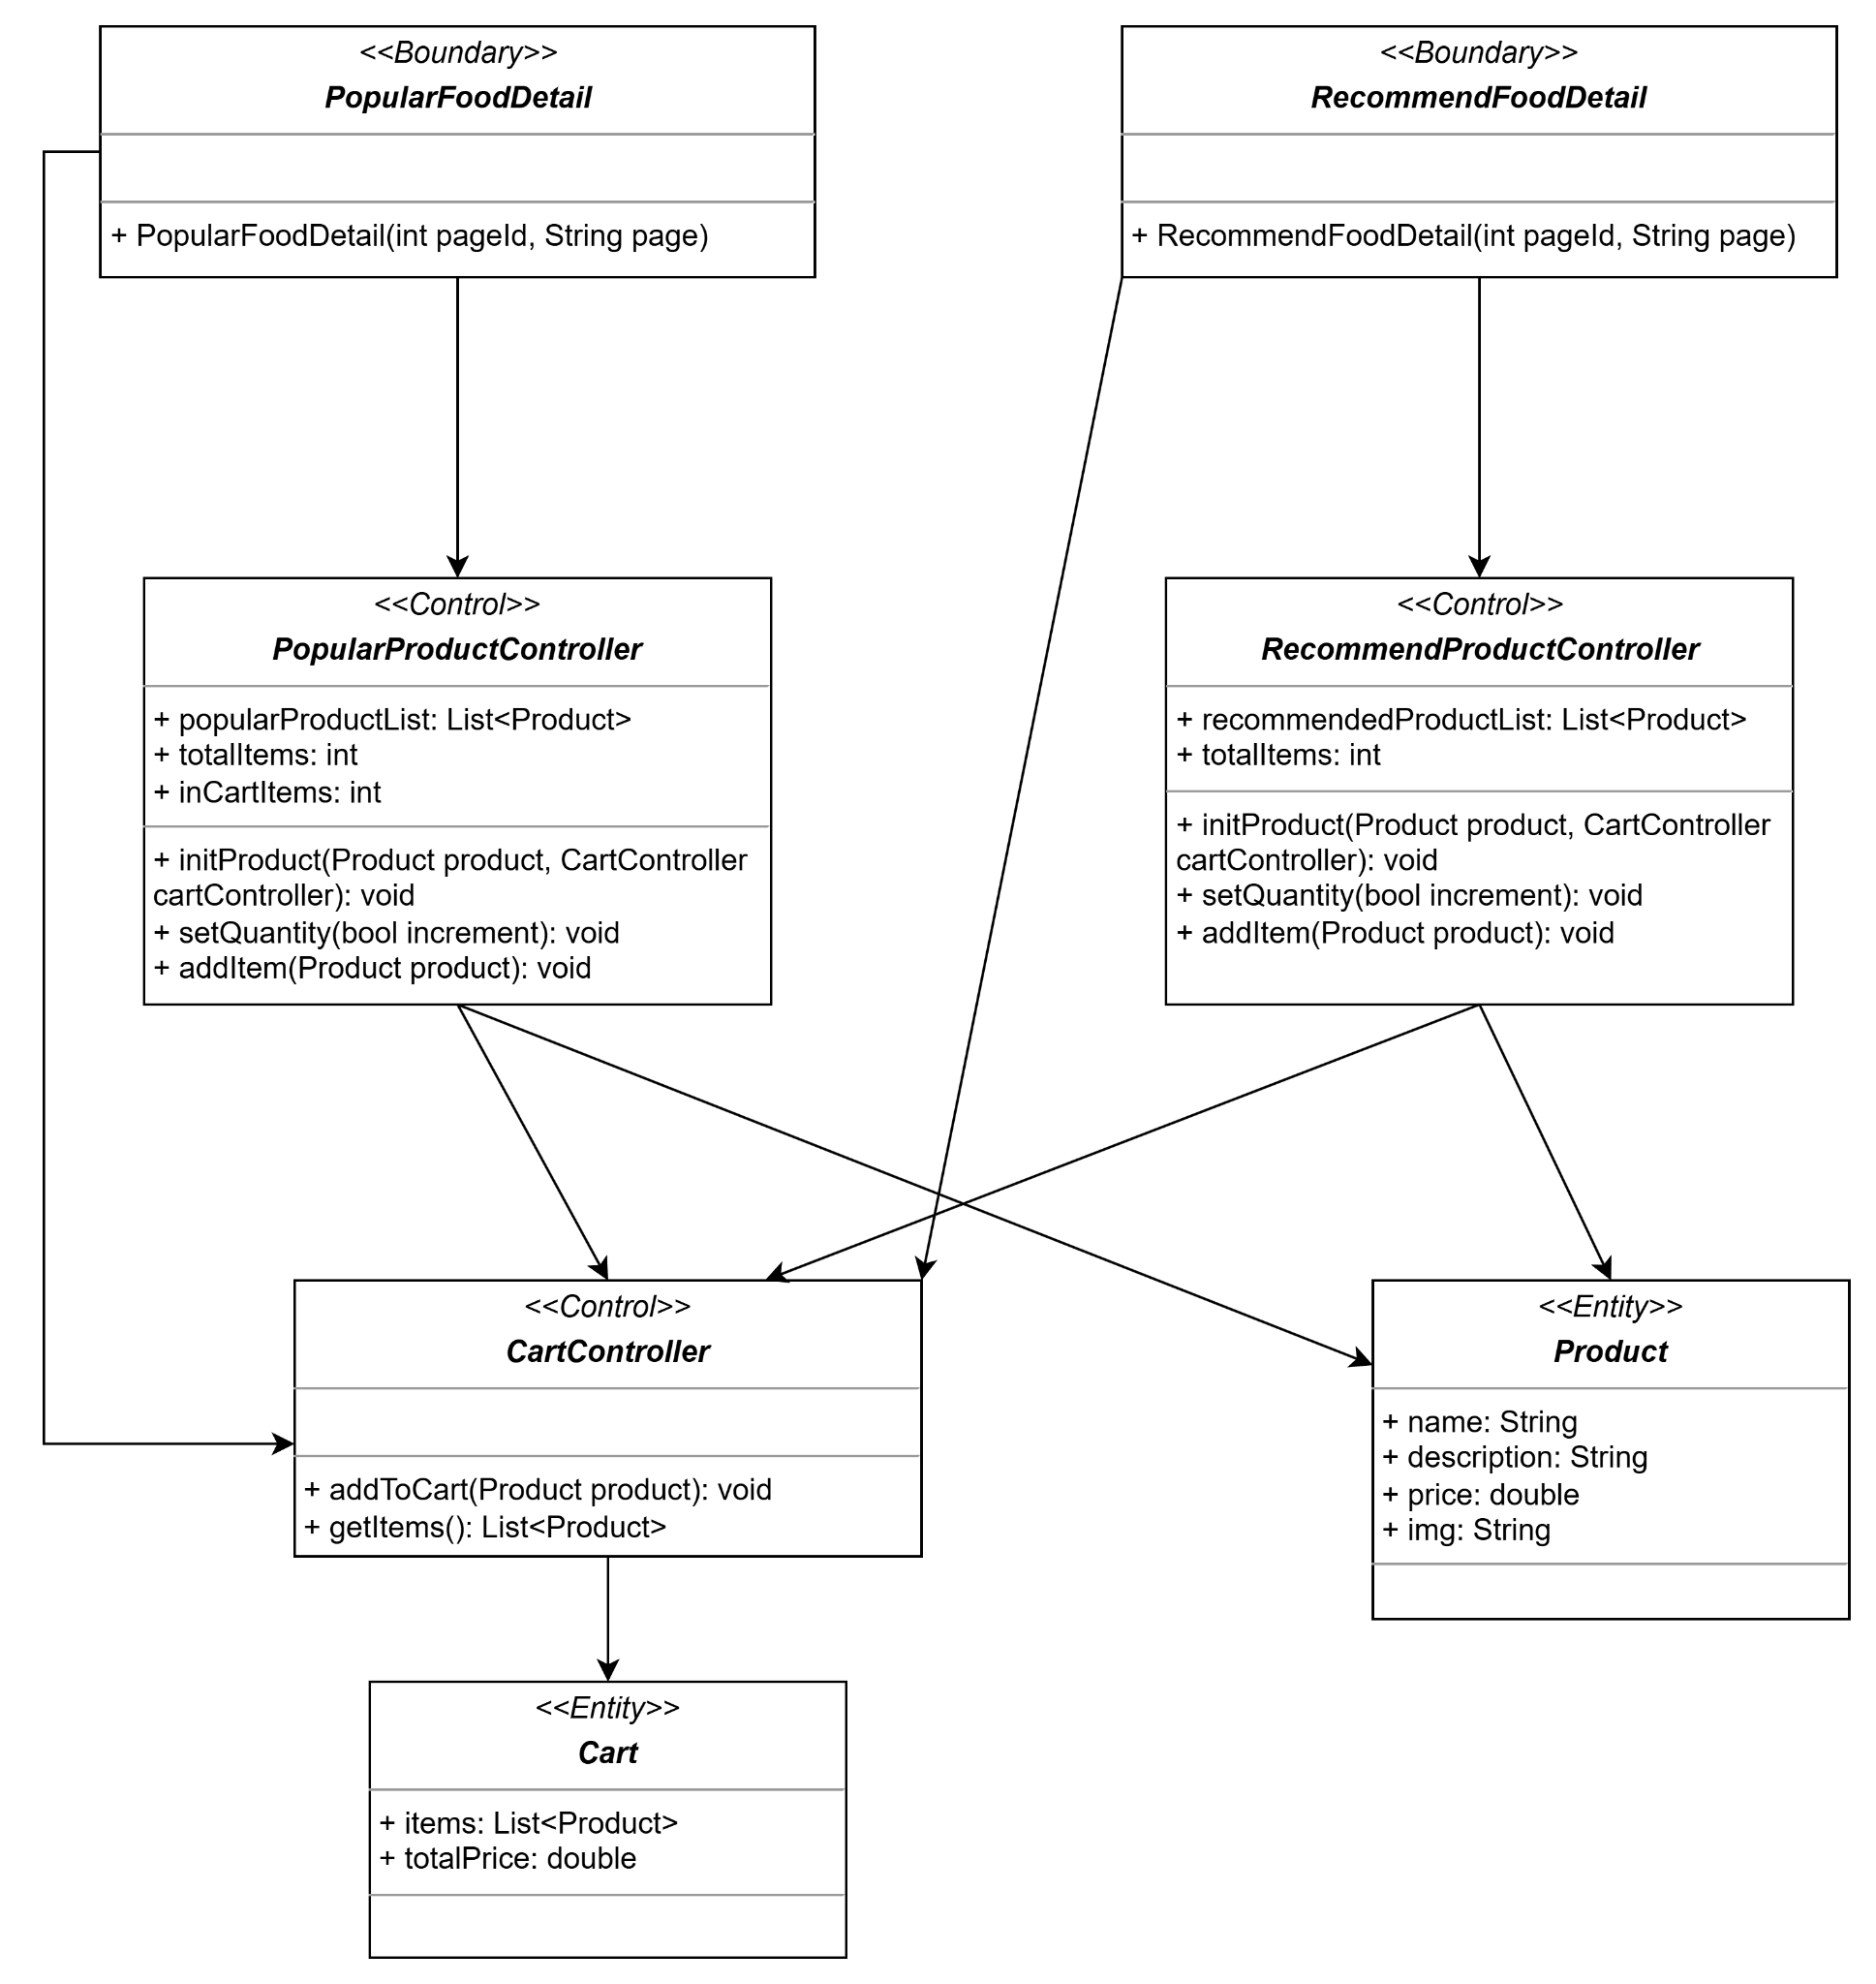 <<Boundary>>
PopularFoodDetail
+ PopularFoodDetail(int pageId, String page)
<<Boundary>>
RecommendFoodDetail
+ RecommendFoodDetail(int pageId, String page)
<<Control>>
PopularProductController
+ popularProductList: List<Product>
+ totalItems: int
+ inCartItems: int
+ initProduct(Product product, CartController
cartController): void
+ setQuantity(bool increment): void
+ addItem(Product product): void
<<Control>>
RecommendProductController
+ recommendedProductList: List<Product>
+ totalItems: int
+ initProduct(Product product, CartController
cartController): void
+ setQuantity(bool increment): void
+ addItem(Product product): void
<<Control>>
CartController
+ addToCart(Product product): void
+ getItems(): List<Product>
<<Entity>>
Product
+ name: String
+ description: String
+ price: double
+ img: String
<<Entity>>
Cart
+ items: List<Product>
+ totalPrice: double